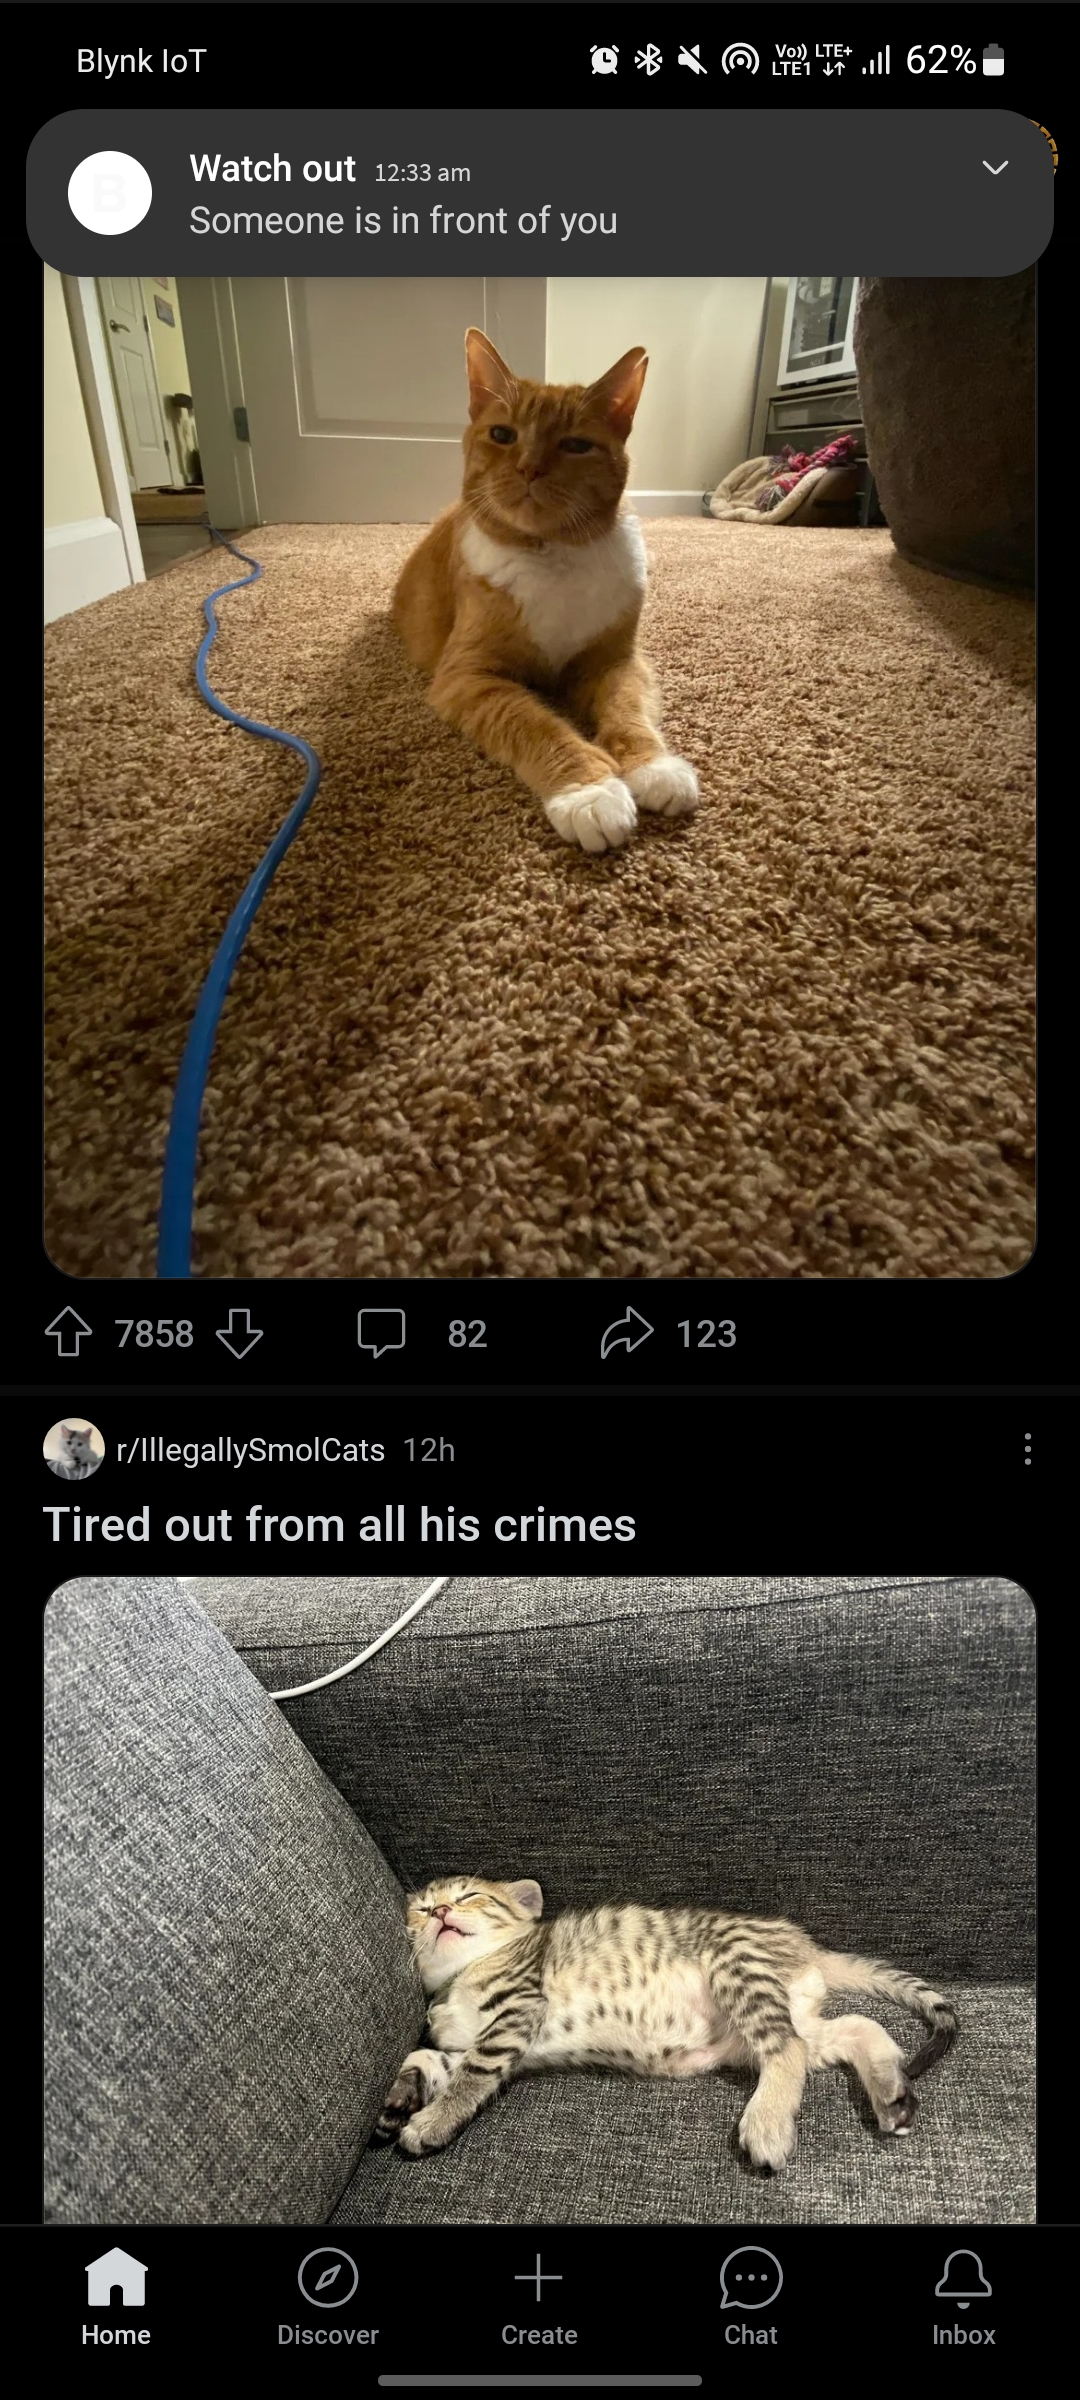 Blynk IoT
Vo)) LTE+
LTE1
62%
B
Watch out 12:33 am
Someone is in front of you
7858 82 123
r/IllegallySmolCats 12h
Tired out from all his crimes
Home Discover Create Chat Inbox